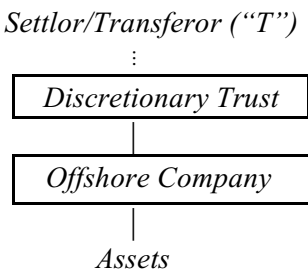 Settlor/Transferor (“T”)
Discretionary Trust
Offshore Company
Assets